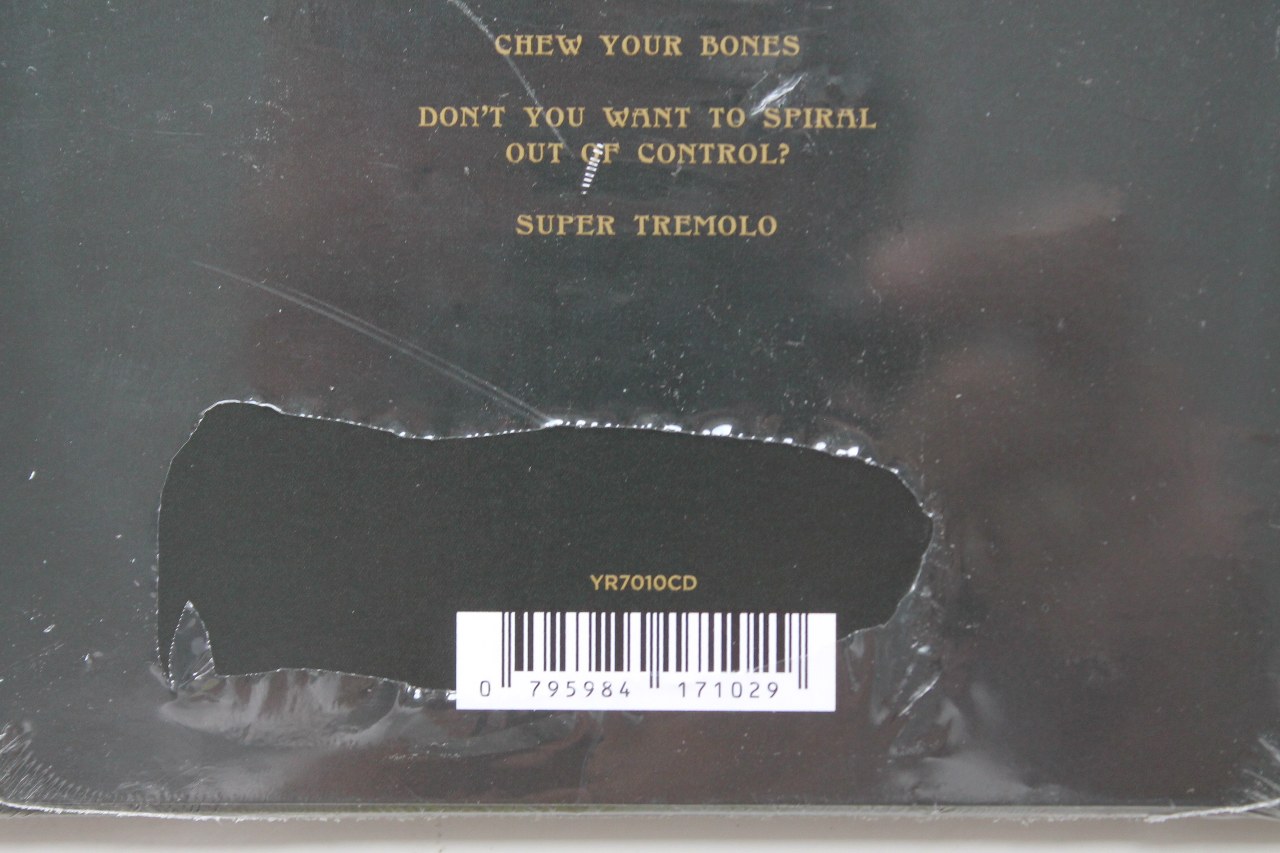 CHEW YOUR BONES
DON'T YOU WANT TO SPIRAL
OUT OF CONTROL?
SUPER TREMOLO
YR7010CD
0 795984 171029